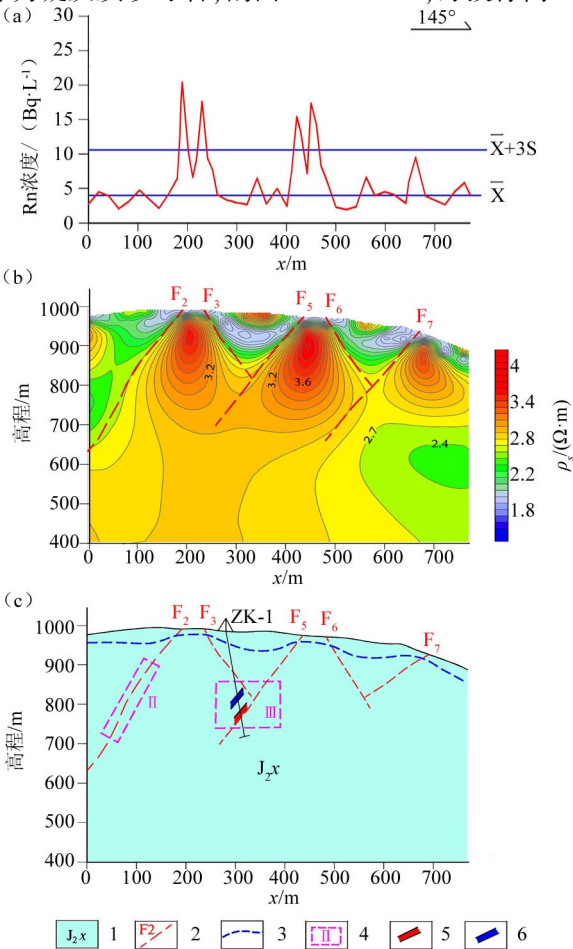 (a)
145°
30
25
20
15
10
5
0
Rn浓度/（Bq·L⁻¹）
X̅+3S
X̅
0 100 200 300 400 500 600 700
x/m
(b)
F₂ F₃ F₅ F₆ F₇
1000
900
800
700
600
500
400
高程/m
3.2 3.2 3.6
2.7 2.4
4
3.4
2.8
2.4
1.8
ρₛ/(Ω·m)
0 100 200 300 400 500 600 700
x/m
(c)
F₂ F₃ ZK-1 F₅ F₆ F₇
1000
900
800
700
600
500
400
高程/m
Ⅱ Ⅲ
J₂x
0 100 200 300 400 500 600 700
x/m
J₂x 1 F2 2 3 Ⅱ 4 5 6